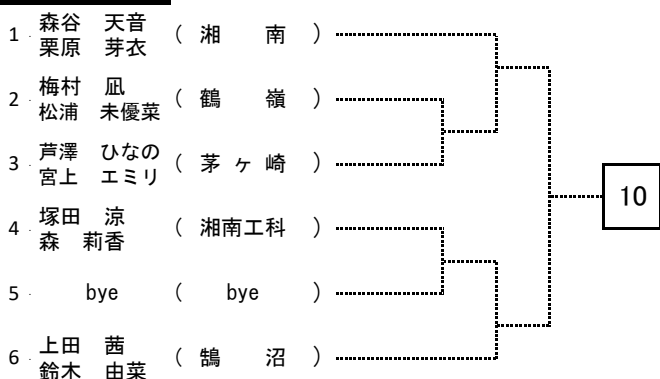 1 森谷 天音 ( 湘 南 )
栗原 芽衣
2 梅村 凪 ( 鶴 嶺 )
松浦 未優菜
3 芦澤 ひなの ( 茅ヶ崎 )
宮上 エミリ
4 塚田 涼 ( 湘南工科 )
森 莉香
5 bye ( bye )
6 上田 茜 ( 鵠 沼 )
鈴木 由菜
10